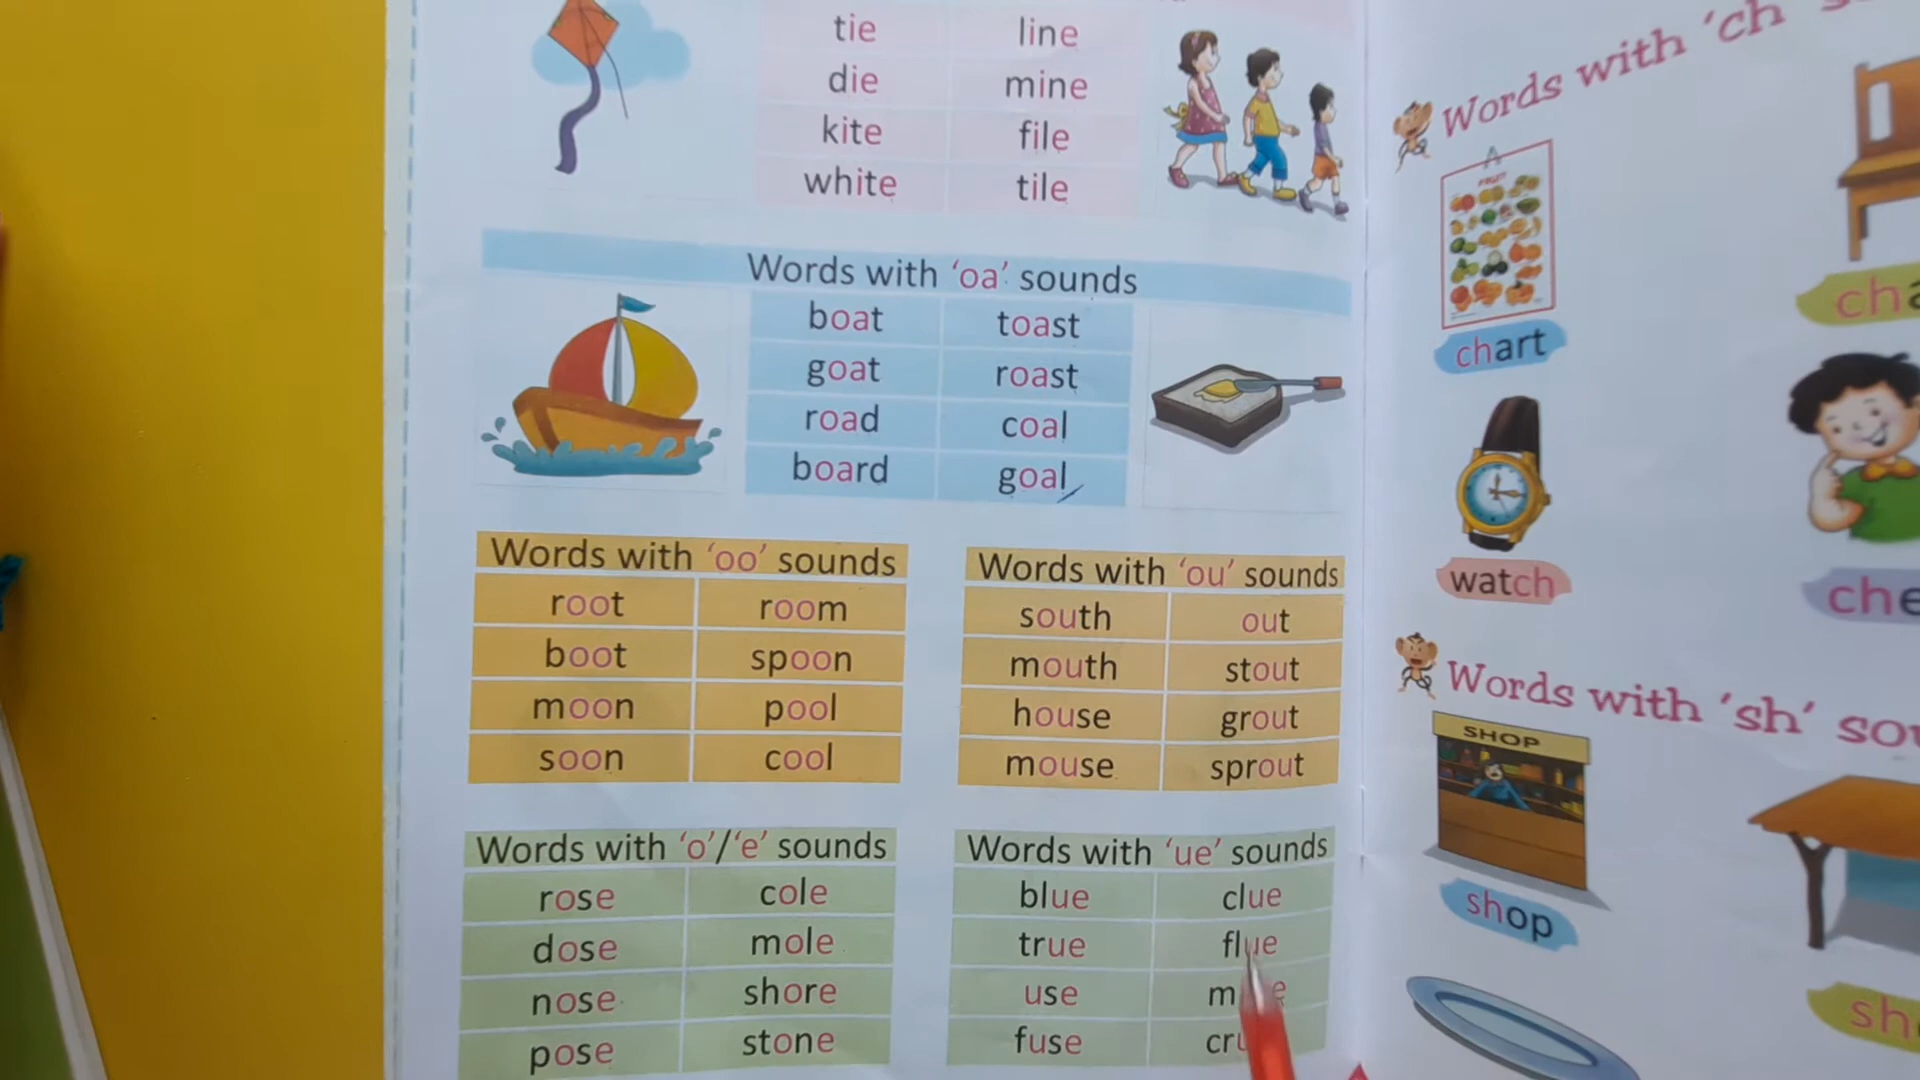 tie line
die mine
kite file
white tile
Words with 'oa' sounds
boat toast
goat roast
road coal
board goal
Words with 'oo' sounds
root room
boot spoon
moon pool
soon cool
Words with 'ou' sounds
south out
mouth stout
house grout
mouse sprout
Words with 'o'/'e' sounds
rose cole
dose mole
nose shore
pose stone
Words with 'ue' sounds
blue clue
true flue
use
fuse
Words with 'ch'
FRUIT
chart
watch
Words with 'sh'
SHOP
shop